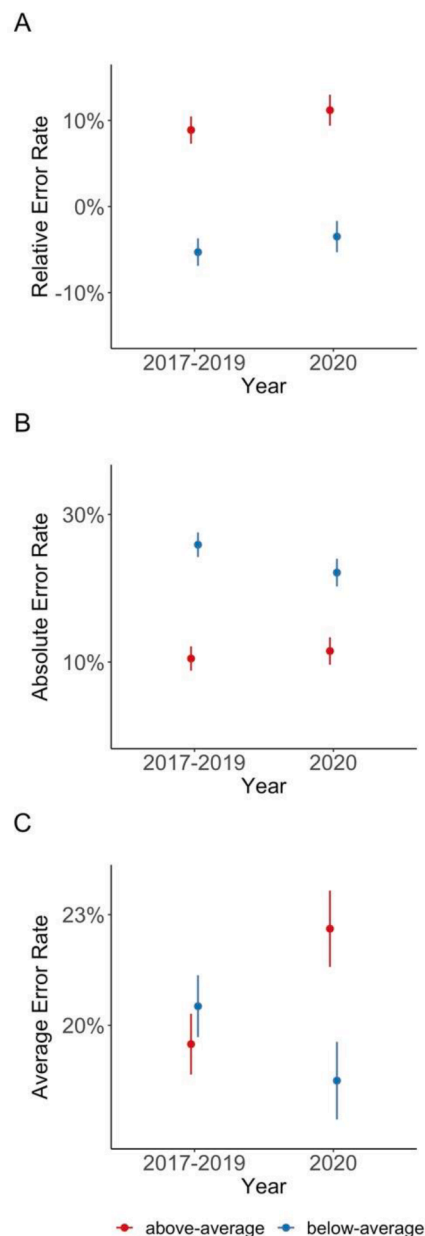 A
Relative Error Rate
10%
0%
-10%
2017-2019 2020
Year
B
Absolute Error Rate
30%
10%
2017-2019 2020
Year
C
Average Error Rate
23%
20%
2017-2019 2020
Year
above-average below-average